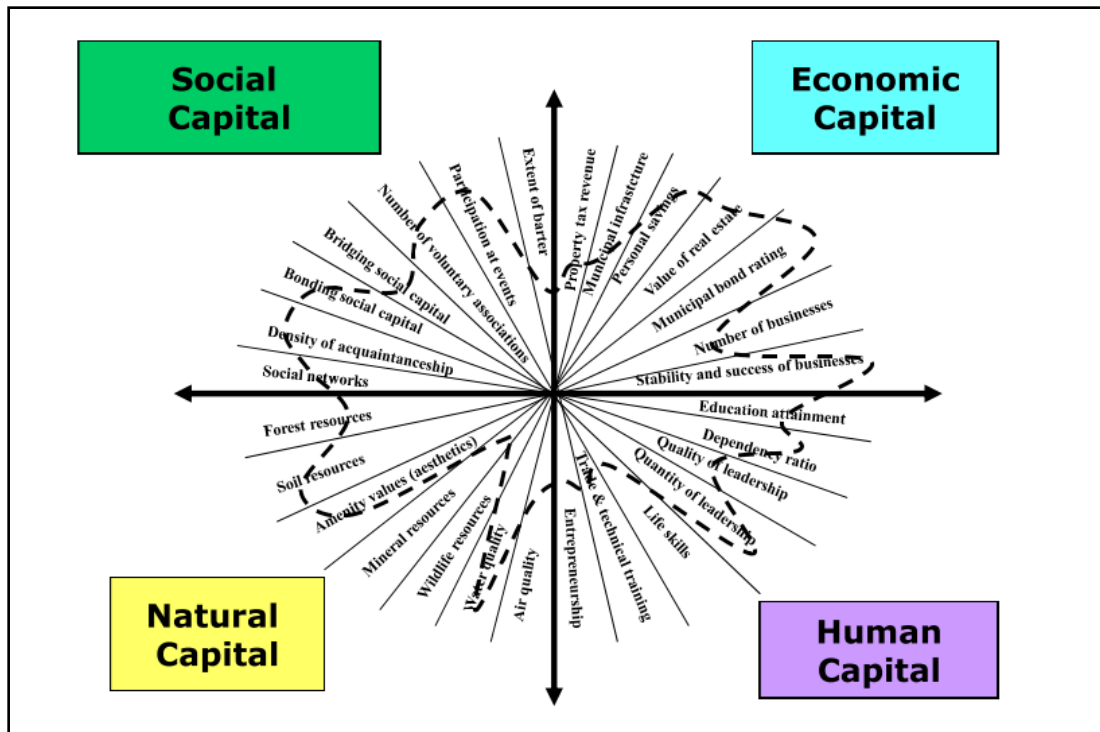 Social
Capital
Economic
Capital
Extent of barter
Participation at events
Number of voluntary associations
Bridging social capital
Bonding social capital
Density of acquaintanceship
Social networks
Property tax revenue
Municipal infrastcture
Personal savings
Value of real estate
Municipal bond rating
Number of businesses
Stability and success of businesses
Forest resources
Soil resources
Amenity values (aesthetics)
Mineral resources
Wildlife resources
Water quality
Air quality
Education attainment
Dependency ratio
Quality of leadership
Quantity of leadership
Life skills
Trade & technical training
Entrepreneurship
Natural
Capital
Human
Capital